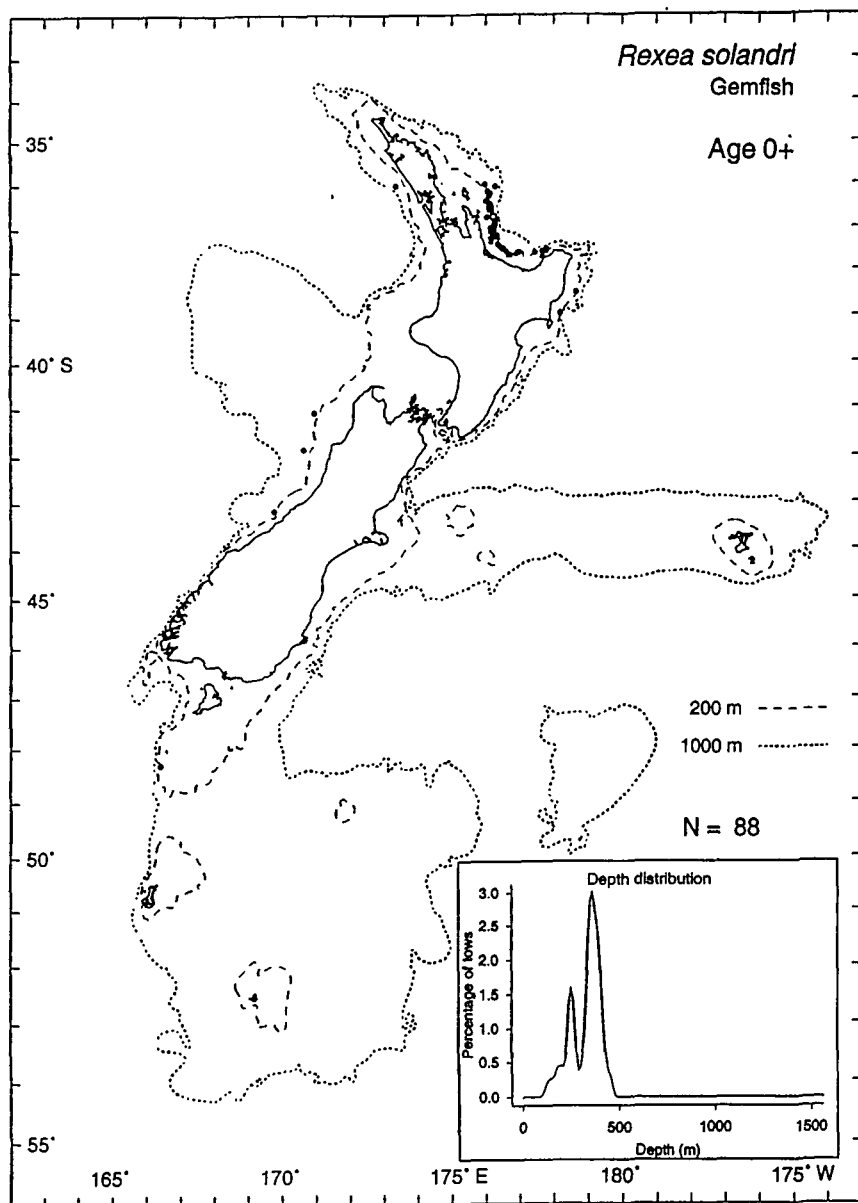 Rexea solandri
Gemfish
Age 0+
35°
40° S
45°
50°
55°
200 m
1000 m
N = 88
Depth distribution
Percentage of tows
3.0
2.5
2.0
1.5
1.0
0.5
0.0
0
500
1000
1500
Depth (m)
165°
170°
175° E
180°
175° W